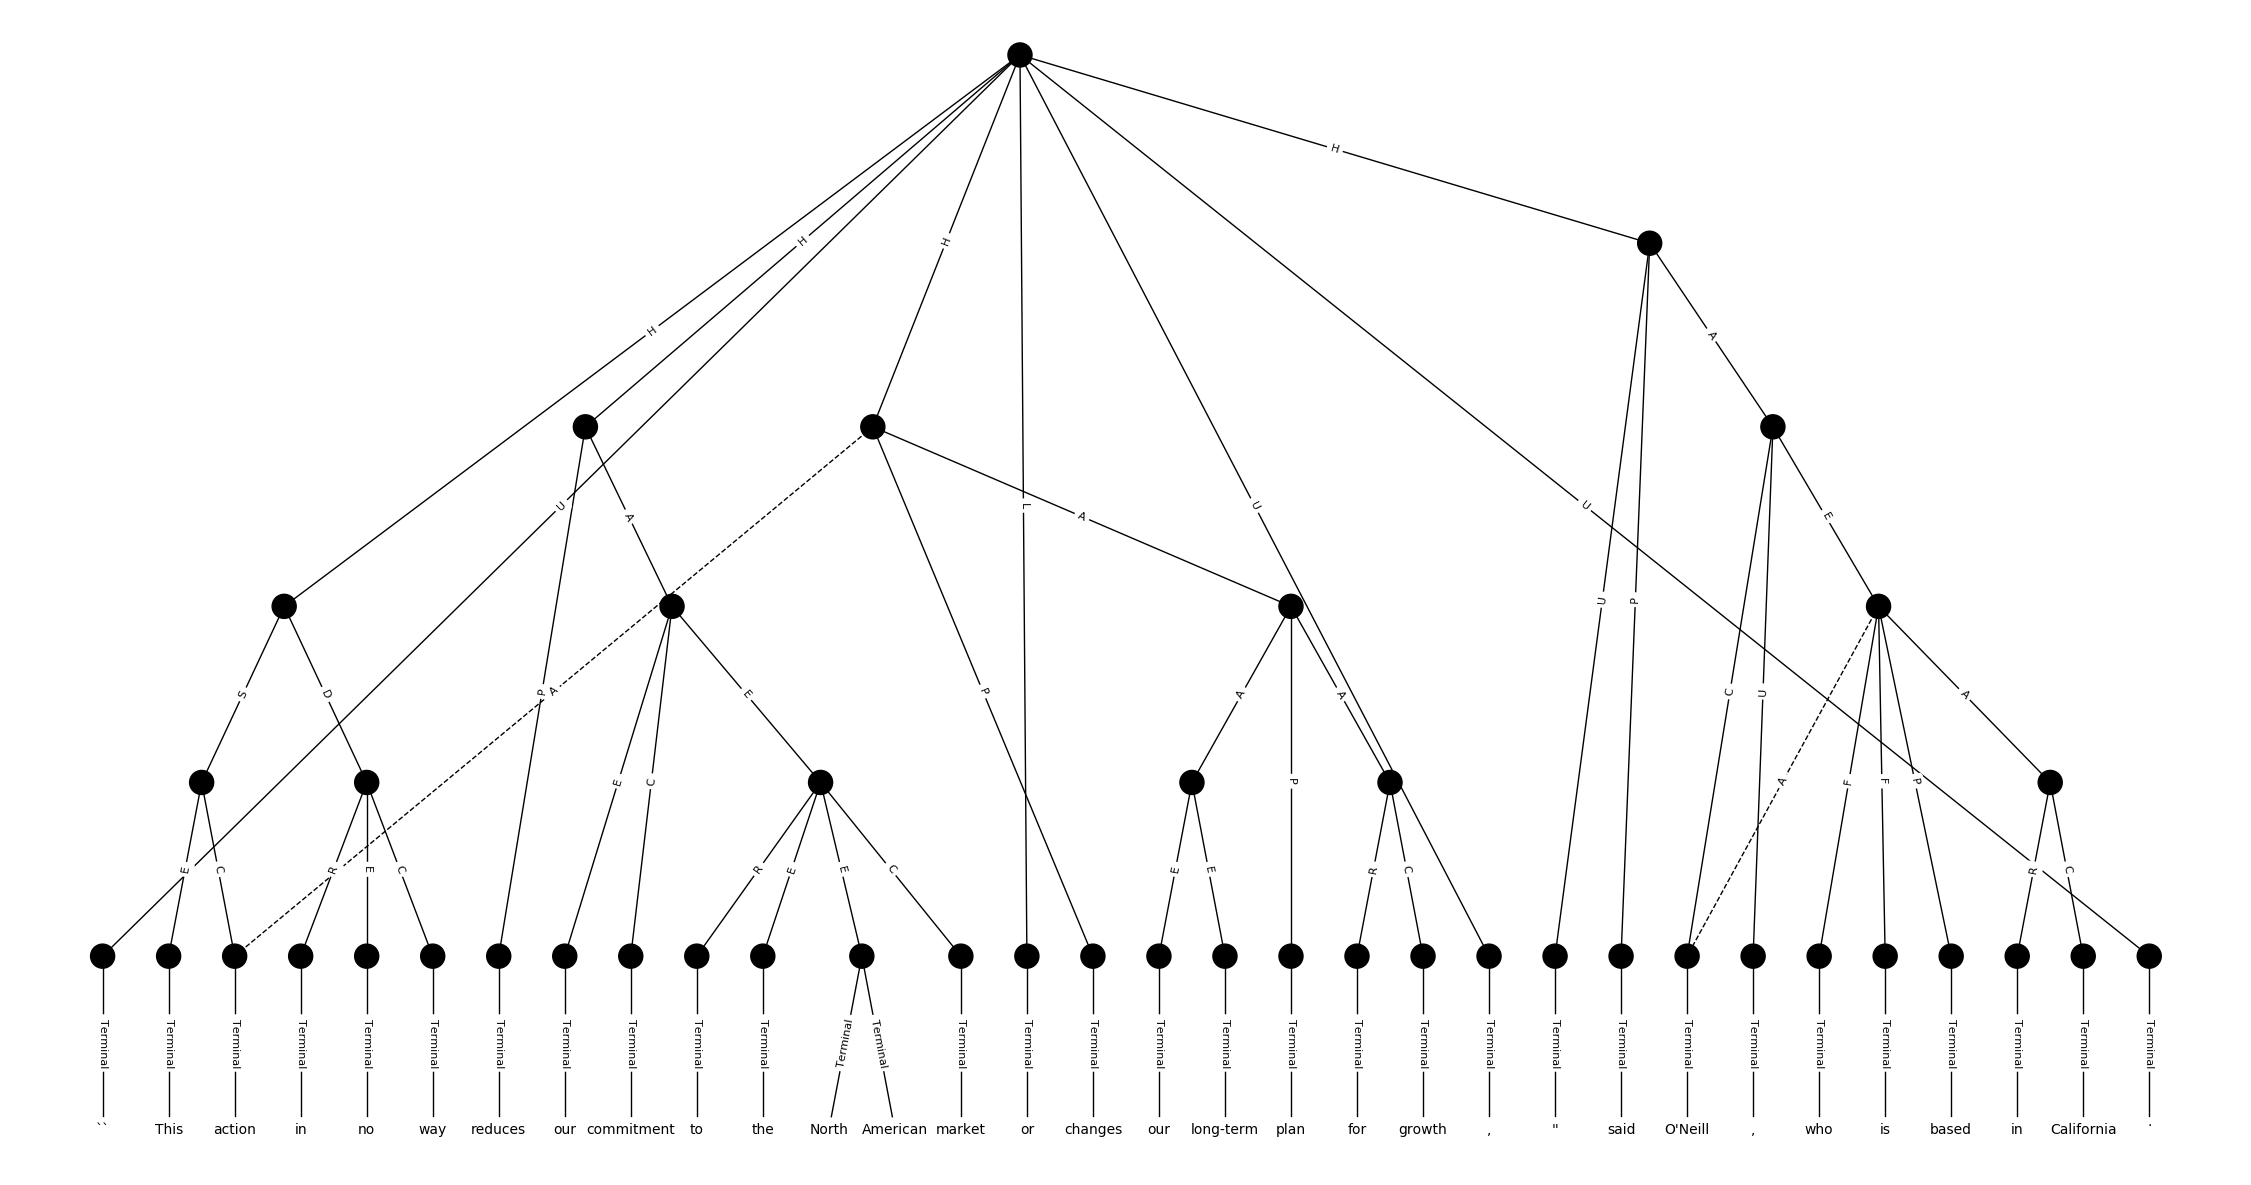 H
H H
H
A
U L A U U A E
U P
S D P A E P A A C U A
E C P A F F P
E C R E C R E E C E E R C R C
Terminal Terminal Terminal Terminal Terminal Terminal Terminal Terminal Terminal Terminal Terminal Terminal Terminal Terminal Terminal Terminal Terminal Terminal Terminal Terminal Terminal Terminal Terminal Terminal Terminal Terminal Terminal Terminal Terminal Terminal Terminal Terminal
`` This action in no way reduces our commitment to the North American market or changes our long-term plan for growth , " said O'Neill , who is based in California .